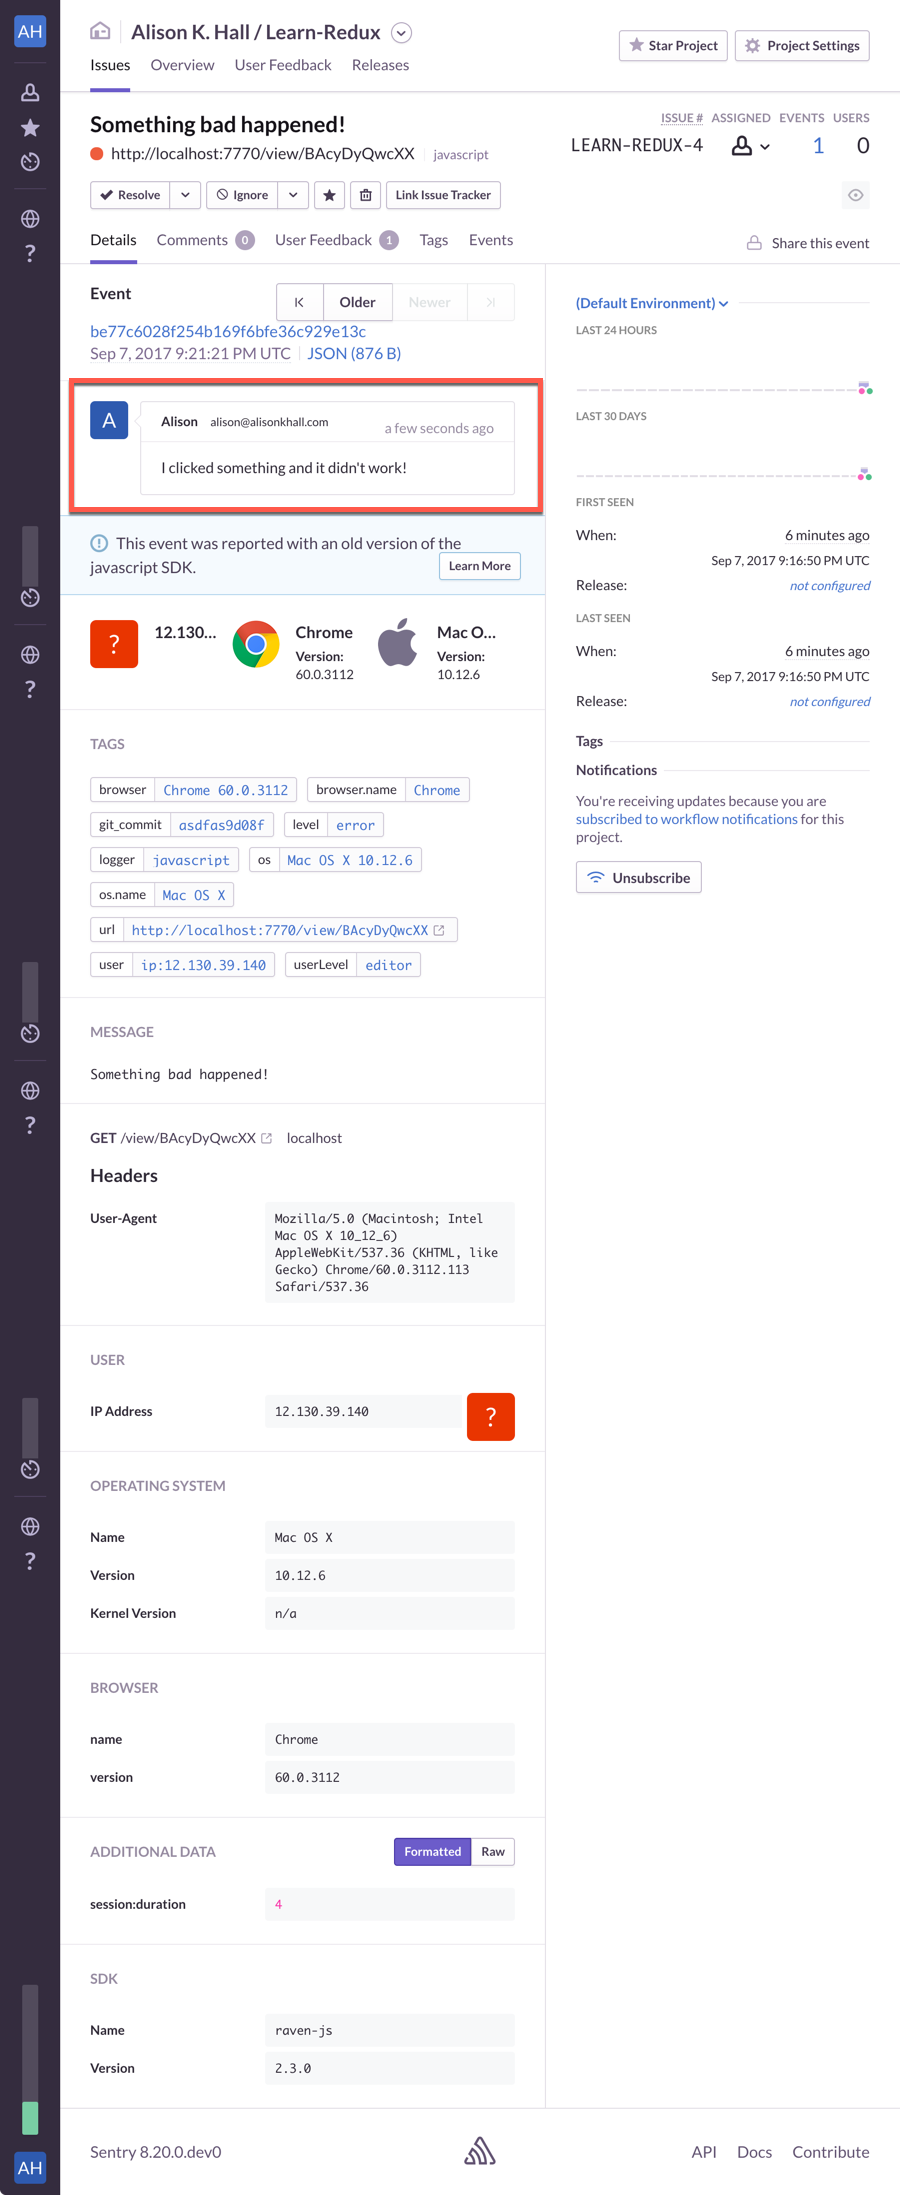 AH
Alison K. Hall / Learn-Redux
Star Project
Project Settings
Issues Overview User Feedback Releases
Something bad happened!
http://localhost:7770/view/BAcyDyQwcXX javascript
ISSUE # ASSIGNED EVENTS USERS
LEARN-REDUX-4 1 0
Resolve Ignore Link Issue Tracker
Details Comments 0 User Feedback 1 Tags Events
Share this event
Event
Older Newer
be77c6028f254b169f6bfe36c929e13c
Sep 7, 2017 9:21:21 PM UTC JSON (876 B)
A
Alison alison@alisonkhall.com a few seconds ago
I clicked something and it didn't work!
This event was reported with an old version of the
javascript SDK.
Learn More
? 12.130...
Chrome
Version:
60.0.3112
Mac O...
Version:
10.12.6
TAGS
browser Chrome 60.0.3112 browser.name Chrome
git_commit asdfas9d08f level error
logger javascript os Mac OS X 10.12.6
os.name Mac OS X
url http://localhost:7770/view/BAcyDyQwcXX
user ip:12.130.39.140 userLevel editor
MESSAGE
Something bad happened!
GET /view/BAcyDyQwcXX localhost
Headers
User-Agent
Mozilla/5.0 (Macintosh; Intel
Mac OS X 10_12_6)
AppleWebKit/537.36 (KHTML, like
Gecko) Chrome/60.0.3112.113
Safari/537.36
USER
IP Address 12.130.39.140 ?
OPERATING SYSTEM
Name Mac OS X
Version 10.12.6
Kernel Version n/a
BROWSER
name Chrome
version 60.0.3112
ADDITIONAL DATA Formatted Raw
session:duration 4
SDK
Name raven-js
Version 2.3.0
(Default Environment)
LAST 24 HOURS
LAST 30 DAYS
FIRST SEEN
When: 6 minutes ago
Sep 7, 2017 9:16:50 PM UTC
Release: not configured
LAST SEEN
When: 6 minutes ago
Sep 7, 2017 9:16:50 PM UTC
Release: not configured
Tags
Notifications
You're receiving updates because you are
subscribed to workflow notifications for this
project.
Unsubscribe
?
?
?
?
AH
Sentry 8.20.0.dev0
API Docs Contribute